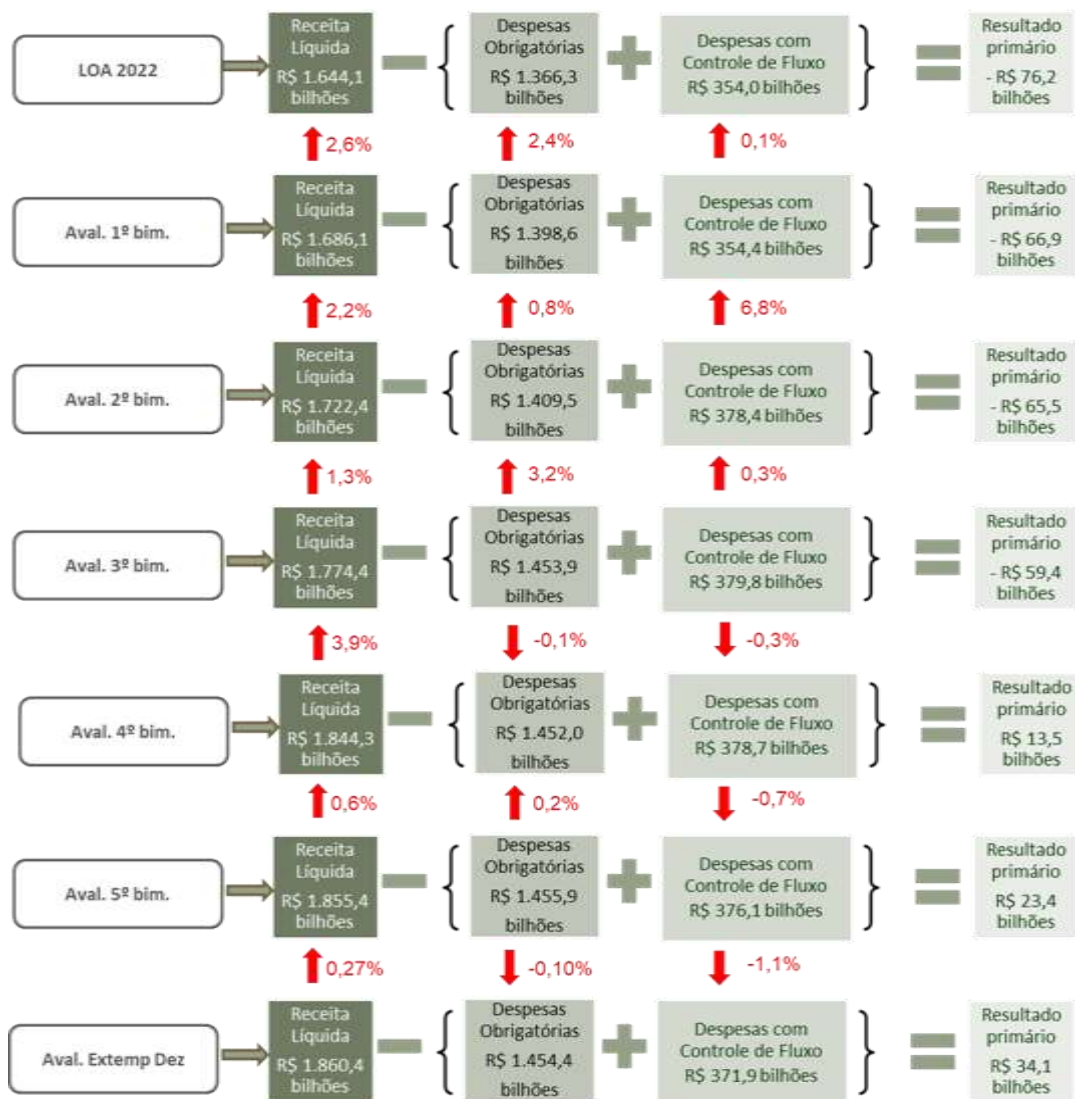 LOA 2022
Receita
Líquida
R$ 1.644,1
bilhões
Despesas
Obrigatórias
R$ 1.366,3
bilhões
Despesas com
Controle de Fluxo
R$ 354,0 bilhões
Resultado
primário
- R$ 76,2
bilhões
2,6%
2,4%
0,1%
Aval. 1º bim.
Receita
Líquida
R$ 1.686,1
bilhões
Despesas
Obrigatórias
R$ 1.398,6
bilhões
Despesas com
Controle de Fluxo
R$ 354,4 bilhões
Resultado
primário
- R$ 66,9
bilhões
2,2%
0,8%
6,8%
Aval. 2º bim.
Receita
Líquida
R$ 1.722,4
bilhões
Despesas
Obrigatórias
R$ 1.409,5
bilhões
Despesas com
Controle de Fluxo
R$ 378,4 bilhões
Resultado
primário
- R$ 65,5
bilhões
1,3%
3,2%
0,3%
Aval. 3º bim.
Receita
Líquida
R$ 1.774,4
bilhões
Despesas
Obrigatórias
R$ 1.453,9
bilhões
Despesas com
Controle de Fluxo
R$ 379,8 bilhões
Resultado
primário
- R$ 59,4
bilhões
3,9%
-0,1%
-0,3%
Aval. 4º bim.
Receita
Líquida
R$ 1.844,3
bilhões
Despesas
Obrigatórias
R$ 1.452,0
bilhões
Despesas com
Controle de Fluxo
R$ 378,7 bilhões
Resultado
primário
R$ 13,5
bilhões
0,6%
0,2%
-0,7%
Aval. 5º bim.
Receita
Líquida
R$ 1.855,4
bilhões
Despesas
Obrigatórias
R$ 1.455,9
bilhões
Despesas com
Controle de Fluxo
R$ 376,1 bilhões
Resultado
primário
R$ 23,4
bilhões
0,27%
-0,10%
-1,1%
Aval. Extemp Dez
Receita
Líquida
R$ 1.860,4
bilhões
Despesas
Obrigatórias
R$ 1.454,4
bilhões
Despesas com
Controle de Fluxo
R$ 371,9 bilhões
Resultado
primário
R$ 34,1
bilhões